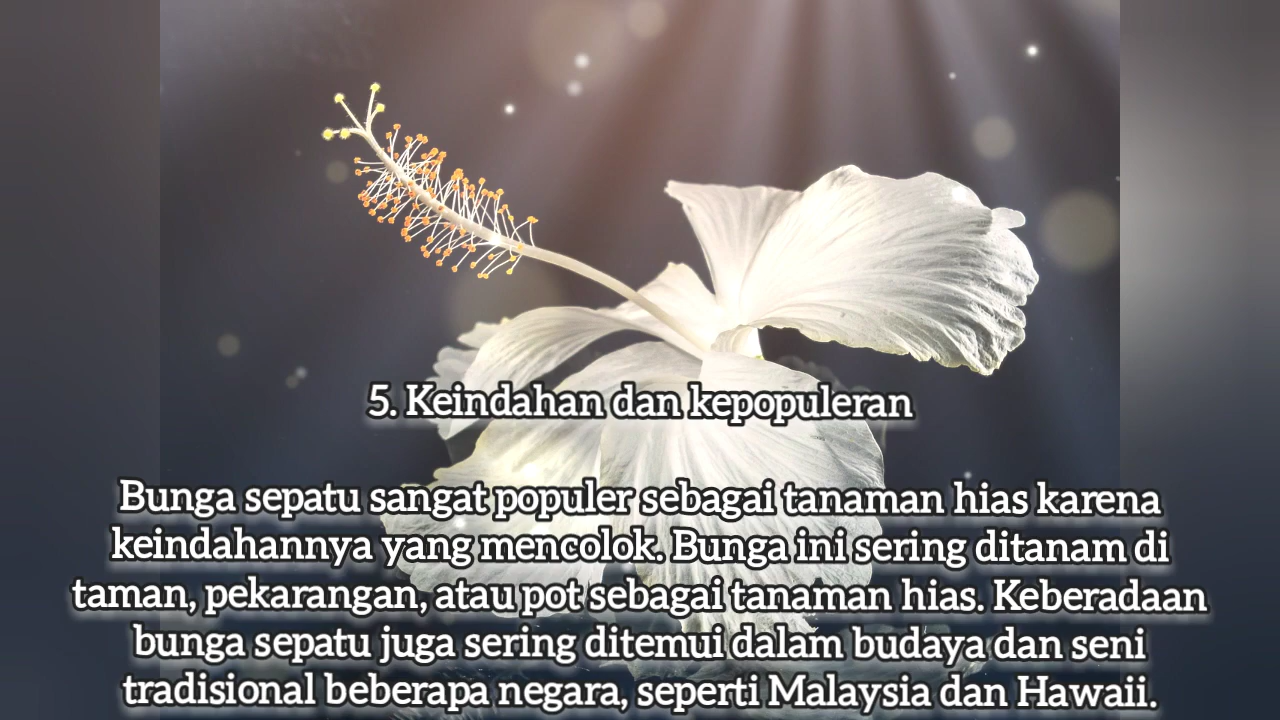 5. Keindahan dan kepopuleran
Bunga sepatu sangat populer sebagai tanaman hias karena
keindahannya yang mencolok. Bunga ini sering ditanam di
taman, pekarangan, atau pot sebagai tanaman hias. Keberadaan
bunga sepatu juga sering ditemui dalam budaya dan seni
tradisional beberapa negara, seperti Malaysia dan Hawaii.